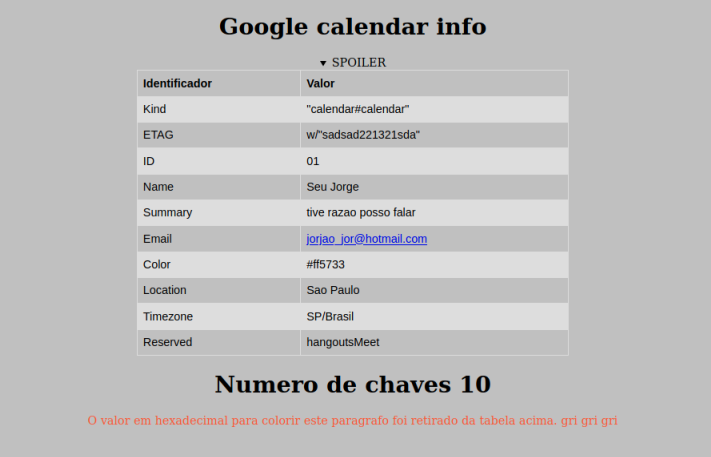 Google calendar info
▼ SPOILER
Identificador Valor
Kind "calendar#calendar"
ETAG w/"sadsad221321sda"
ID 01
Name Seu Jorge
Summary tive razao posso falar
Email jorjao_jor@hotmail.com
Color #ff5733
Location Sao Paulo
Timezone SP/Brasil
Reserved hangoutsMeet
Numero de chaves 10
O valor em hexadecimal para colorir este paragrafo foi retirado da tabela acima. gri gri gri